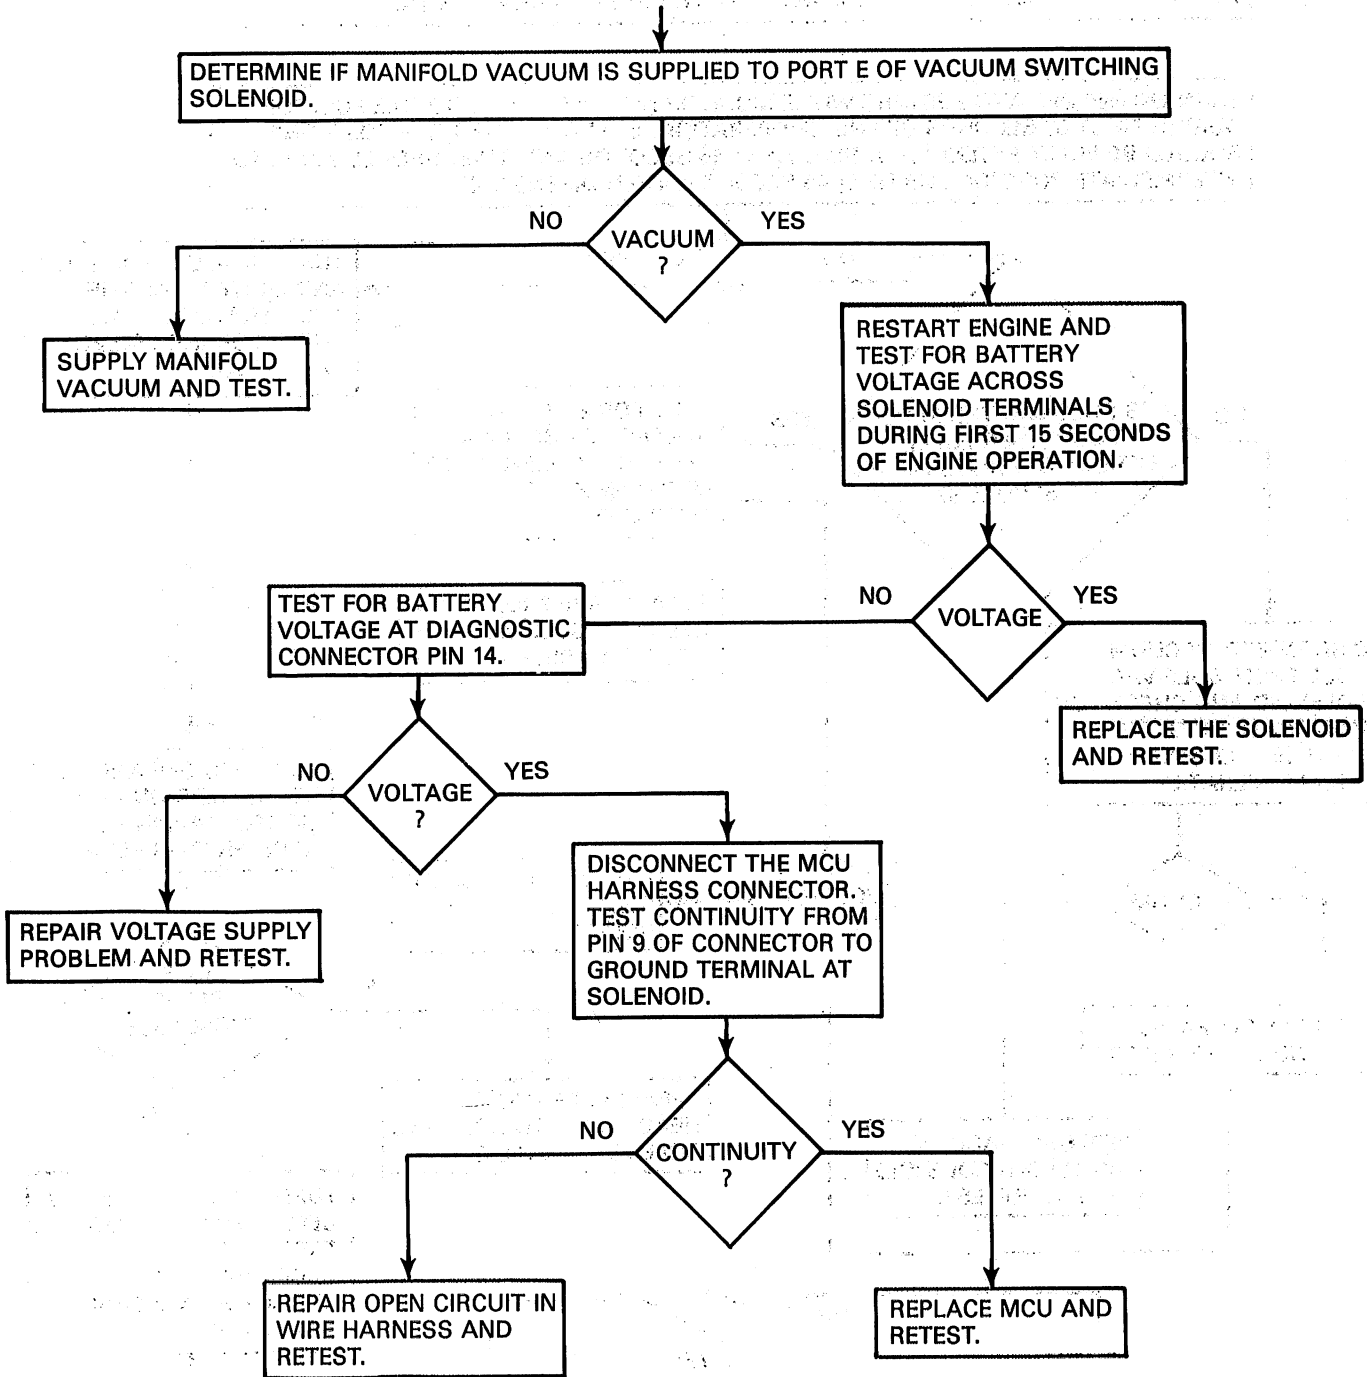 DETERMINE IF MANIFOLD VACUUM IS SUPPLIED TO PORT E OF VACUUM SWITCHING
SOLENOID.
NO
YES
VACUUM
?
SUPPLY MANIFOLD
VACUUM AND TEST.
RESTART ENGINE AND
TEST FOR BATTERY
VOLTAGE ACROSS
SOLENOID TERMINALS
DURING FIRST 15 SECONDS
OF ENGINE OPERATION.
NO
YES
VOLTAGE
TEST FOR BATTERY
VOLTAGE AT DIAGNOSTIC
CONNECTOR PIN 14.
REPLACE THE SOLENOID
AND RETEST.
NO
YES
VOLTAGE
?
REPAIR VOLTAGE SUPPLY
PROBLEM AND RETEST.
DISCONNECT THE MCU
HARNESS CONNECTOR.
TEST CONTINUITY FROM
PIN 9 OF CONNECTOR TO
GROUND TERMINAL AT
SOLENOID.
NO
YES
CONTINUITY
?
REPAIR OPEN CIRCUIT IN
WIRE HARNESS AND
RETEST.
REPLACE MCU AND
RETEST.